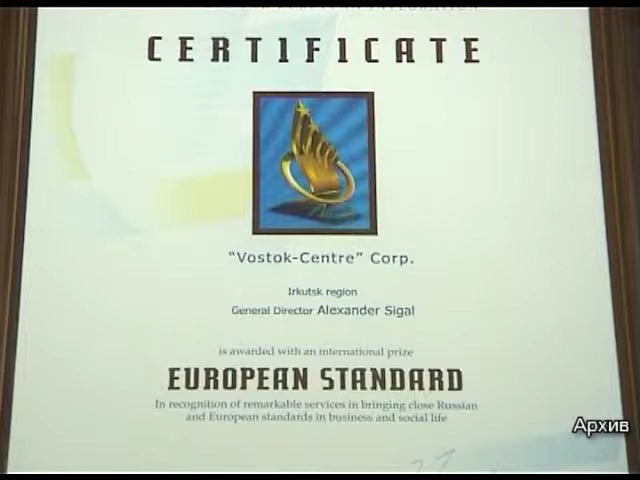 CERTIFICATE
"Vostok-Centre" Corp.
Irkutsk region
General Director Alexander Sigal
is awarded with an international prize
EUROPEAN STANDARD
In recognition of remarkable services in bringing close Russian
and European standards in business and social life
Архив